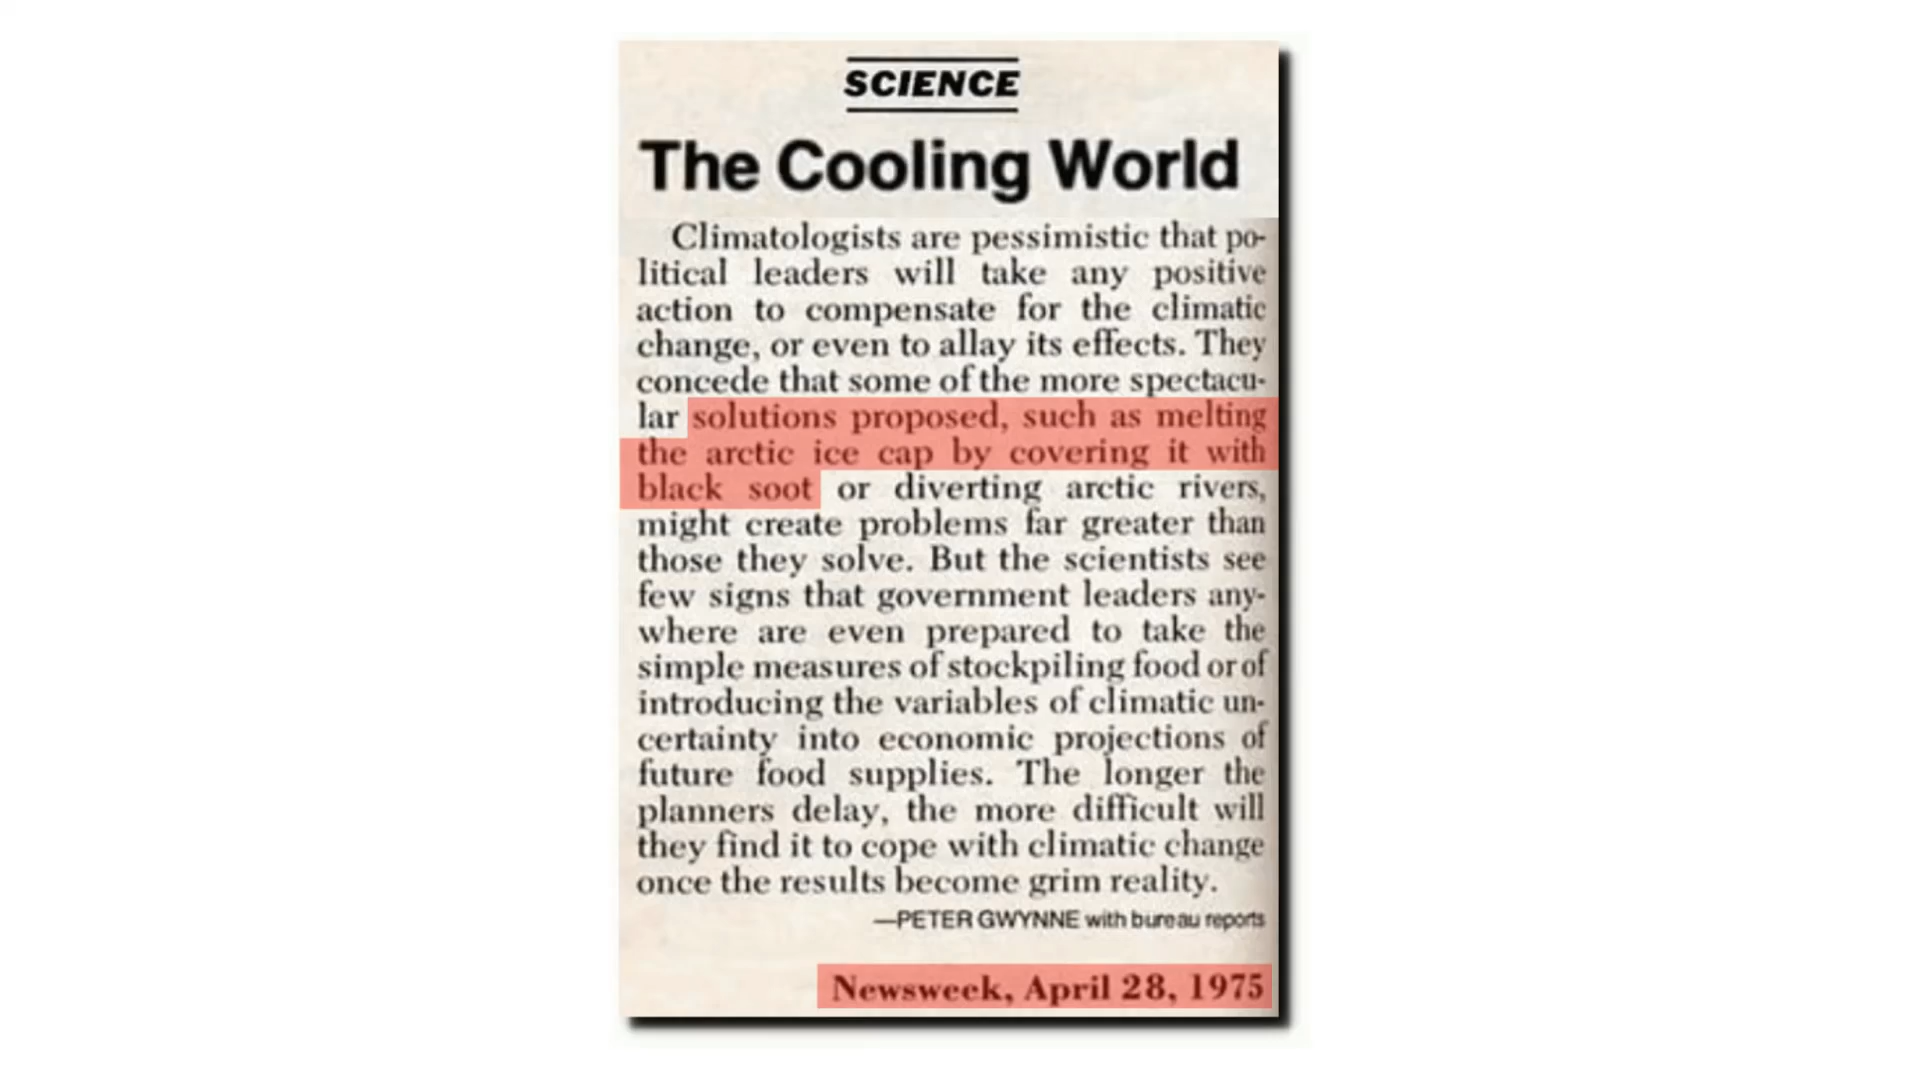 SCIENCE
The Cooling World
Climatologists are pessimistic that po-
litical leaders will take any positive
action to compensate for the climatic
change, or even to allay its effects. They
concede that some of the more spectacu-
lar solutions proposed, such as melting
the arctic ice cap by covering it with
black soot or diverting arctic rivers,
might create problems far greater than
those they solve. But the scientists see
few signs that government leaders any-
where are even prepared to take the
simple measures of stockpiling food or of
introducing the variables of climatic un-
certainty into economic projections of
future food supplies. The longer the
planners delay, the more difficult will
they find it to cope with climatic change
once the results become grim reality.
—PETER GWYNNE with bureau reports
Newsweek, April 28, 1975